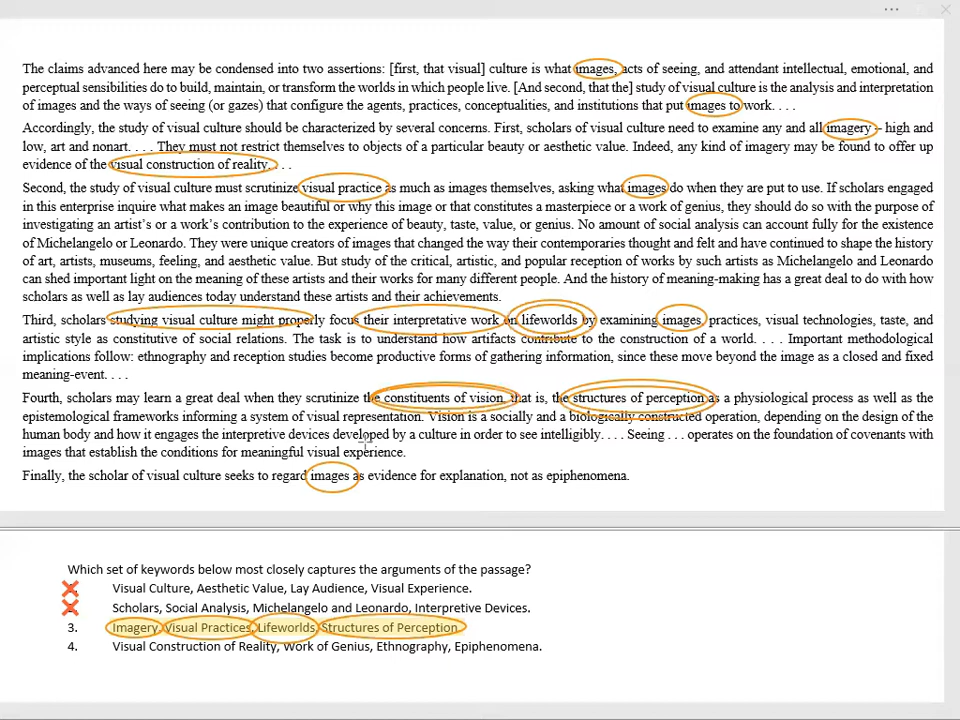 The claims advanced here may be condensed into two assertions: [first, that visual] culture is what images, acts of seeing, and attendant intellectual, emotional, and
perceptual sensibilities do to build, maintain, or transform the worlds in which people live. [And second, that the] study of visual culture is the analysis and interpretation
of images and the ways of seeing (or gazes) that configure the agents, practices, conceptualities, and institutions that put images to work. . . .
Accordingly, the study of visual culture should be characterized by several concerns. First, scholars of visual culture need to examine any and all imagery – high and
low, art and nonart. . . . They must not restrict themselves to objects of a particular beauty or aesthetic value. Indeed, any kind of imagery may be found to offer up
evidence of the visual construction of reality. . . .
Second, the study of visual culture must scrutinize visual practice as much as images themselves, asking what images do when they are put to use. If scholars engaged
in this enterprise inquire what makes an image beautiful or why this image or that constitutes a masterpiece or a work of genius, they should do so with the purpose of
investigating an artist’s or a work’s contribution to the experience of beauty, taste, value, or genius. No amount of social analysis can account fully for the existence
of Michelangelo or Leonardo. They were unique creators of images that changed the way their contemporaries thought and felt and have continued to shape the history
of art, artists, museums, feeling, and aesthetic value. But study of the critical, artistic, and popular reception of works by such artists as Michelangelo and Leonardo
can shed important light on the meaning of these artists and their works for many different people. And the history of meaning-making has a great deal to do with how
scholars as well as lay audiences today understand these artists and their achievements.
Third, scholars studying visual culture might properly focus their interpretative work on lifeworlds by examining images, practices, visual technologies, taste, and
artistic style as constitutive of social relations. The task is to understand how artifacts contribute to the construction of a world. . . . Important methodological
implications follow: ethnography and reception studies become productive forms of gathering information, since these move beyond the image as a closed and fixed
meaning-event. . . .
Fourth, scholars may learn a great deal when they scrutinize the constituents of vision, that is, the structures of perception as a physiological process as well as the
epistemological frameworks informing a system of visual representation. Vision is a socially and a biologically constructed operation, depending on the design of the
human body and how it engages the interpretive devices developed by a culture in order to see intelligibly. . . . Seeing . . . operates on the foundation of covenants with
images that establish the conditions for meaningful visual experience.
Finally, the scholar of visual culture seeks to regard images as evidence for explanation, not as epiphenomena.
Which set of keywords below most closely captures the arguments of the passage?
Visual Culture, Aesthetic Value, Lay Audience, Visual Experience.
Scholars, Social Analysis, Michelangelo and Leonardo, Interpretive Devices.
3. Imagery, Visual Practices, Lifeworlds, Structures of Perception
4. Visual Construction of Reality, Work of Genius, Ethnography, Epiphenomena.